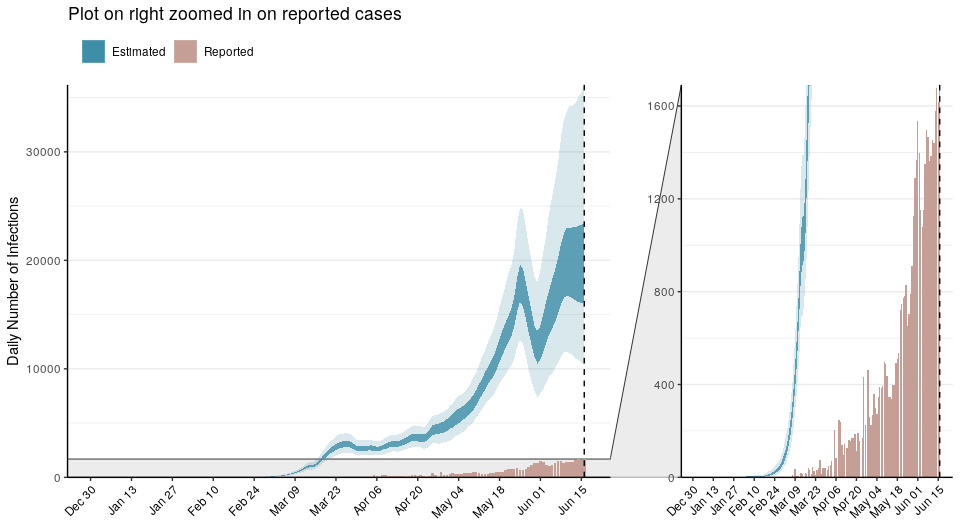 Plot on right zoomed in on reported cases
Estimated Reported
Daily Number of Infections
30000
20000
10000
0
Dec 30 Jan 13 Jan 27 Feb 10 Feb 24 Mar 09 Mar 23 Apr 06 Apr 20 May 04 May 18 Jun 01 Jun 15
1600
1200
800
400
0
Dec 30 Jan 13 Jan 27 Feb 10 Feb 24 Mar 09 Mar 23 Apr 06 Apr 20 May 04 May 18 Jun 01 Jun 15